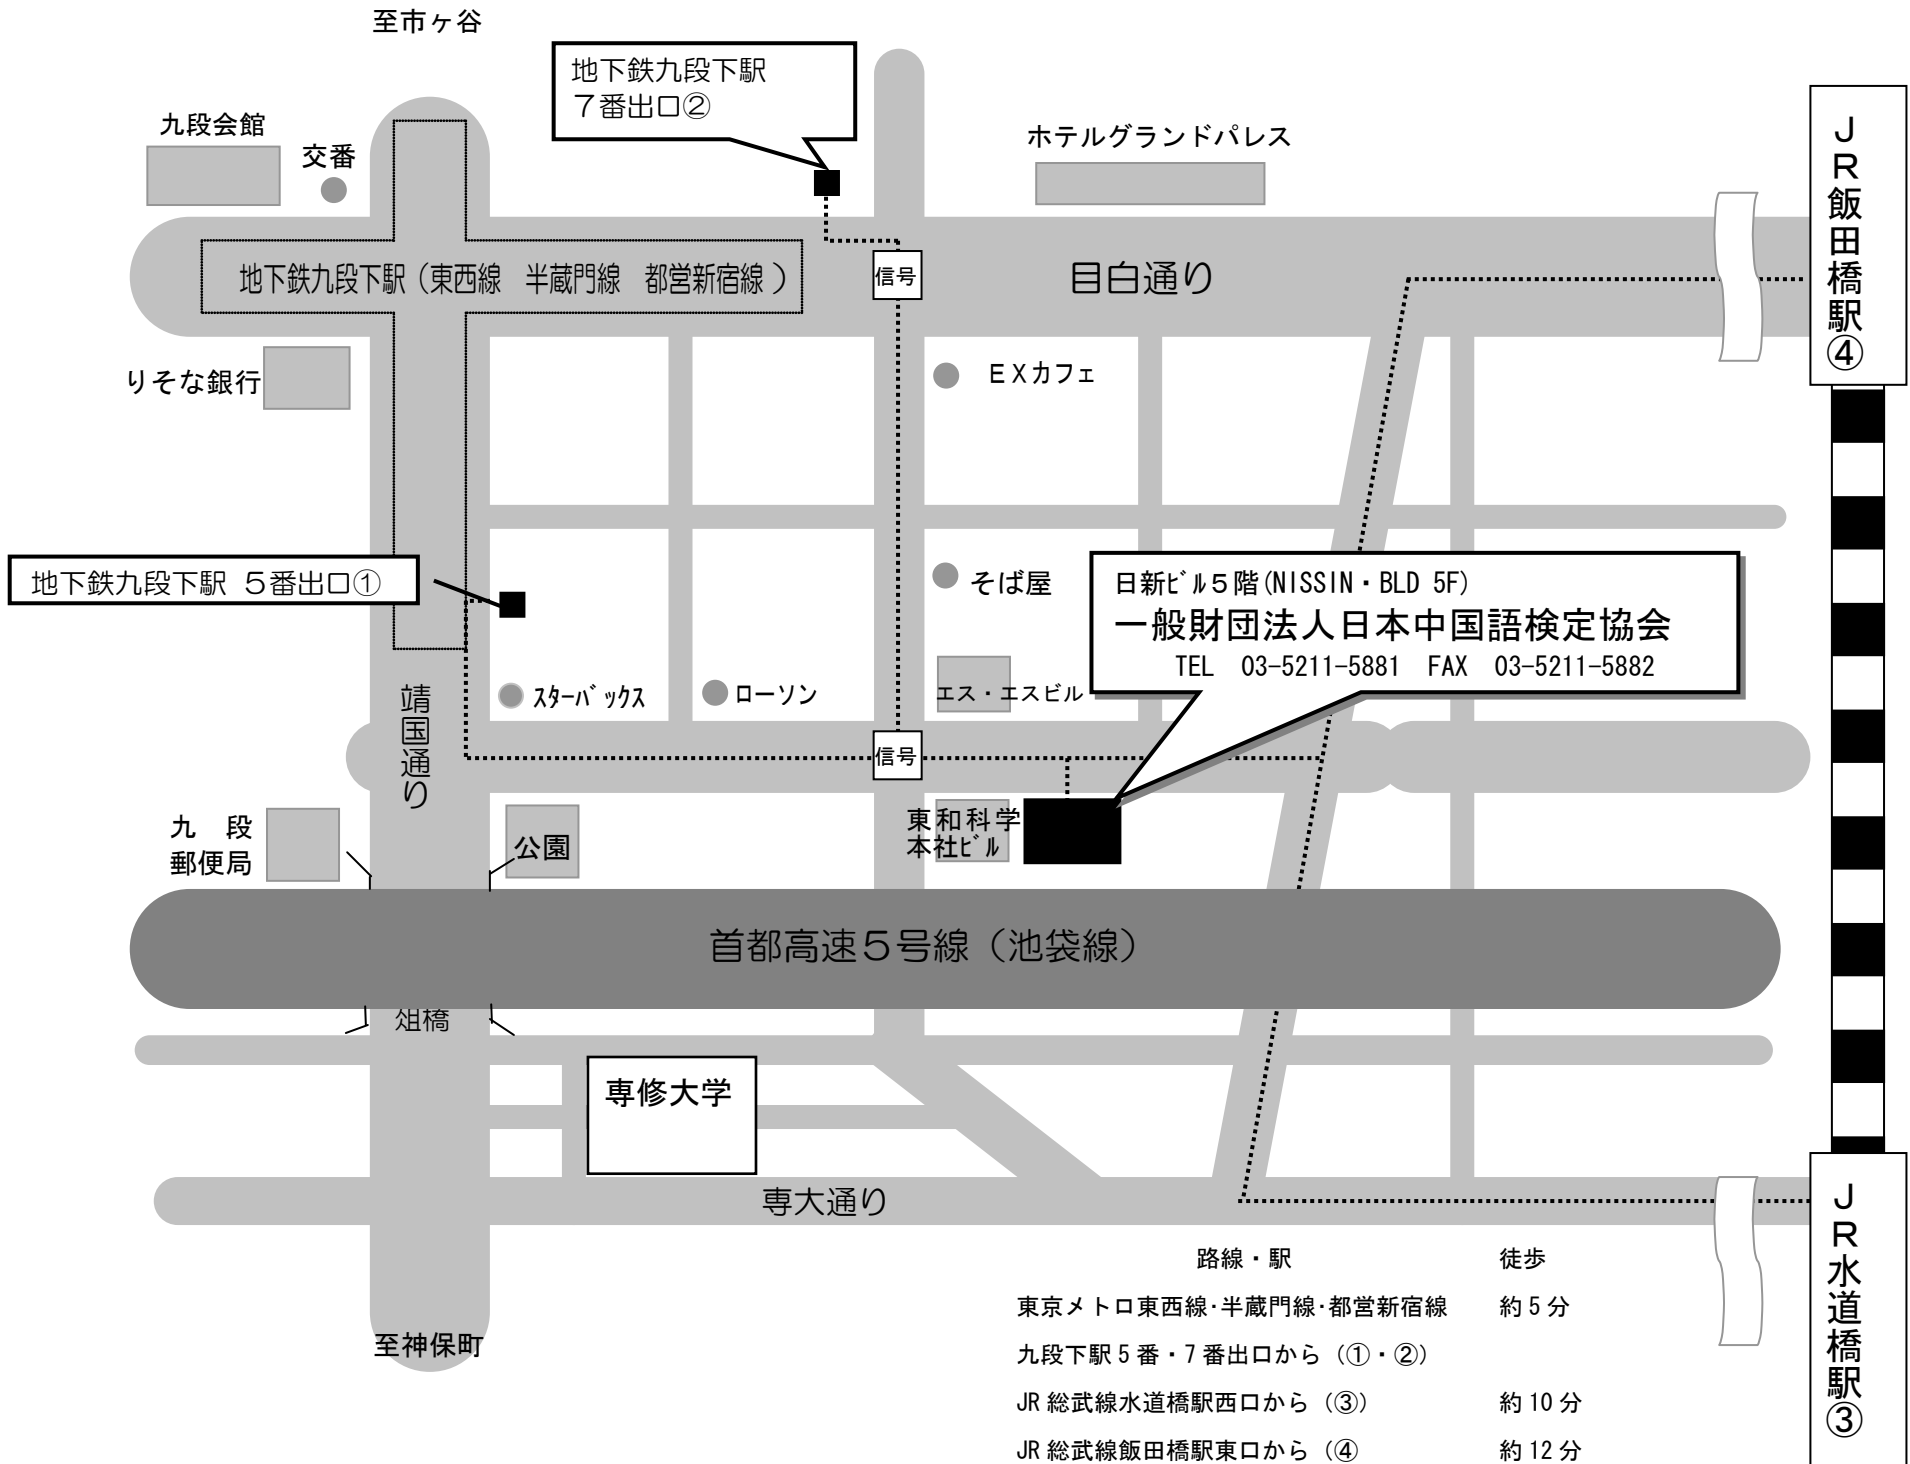 至市ヶ谷
地下鉄九段下駅
７番出口②
九段会館
交番
ホテルグランドパレス
ＪＲ飯田橋駅④
地下鉄九段下駅（東西線　半蔵門線　都営新宿線）
信号
目白通り
りそな銀行
ＥＸカフェ
地下鉄九段下駅 ５番出口①
そば屋
日新ﾋﾞﾙ５階(NISSIN・BLD 5F)
一般財団法人日本中国語検定協会
TEL　03-5211-5881　FAX　03-5211-5882
靖国通り
ｽﾀｰﾊﾞｯｸｽ
ローソン
エス・エスビル
信号
九　段
郵便局
公園
東和科学
本社ﾋﾞﾙ
首都高速５号線（池袋線）
俎橋
専修大学
専大通り
ＪＲ水道橋駅③
至神保町
路線・駅　徒歩
東京メトロ東西線･半蔵門線･都営新宿線　約 5 分
九段下駅 5 番・7 番出口から（①・②）
JR 総武線水道橋駅西口から（③）　約 10 分
JR 総武線飯田橋駅東口から（④　約 12 分